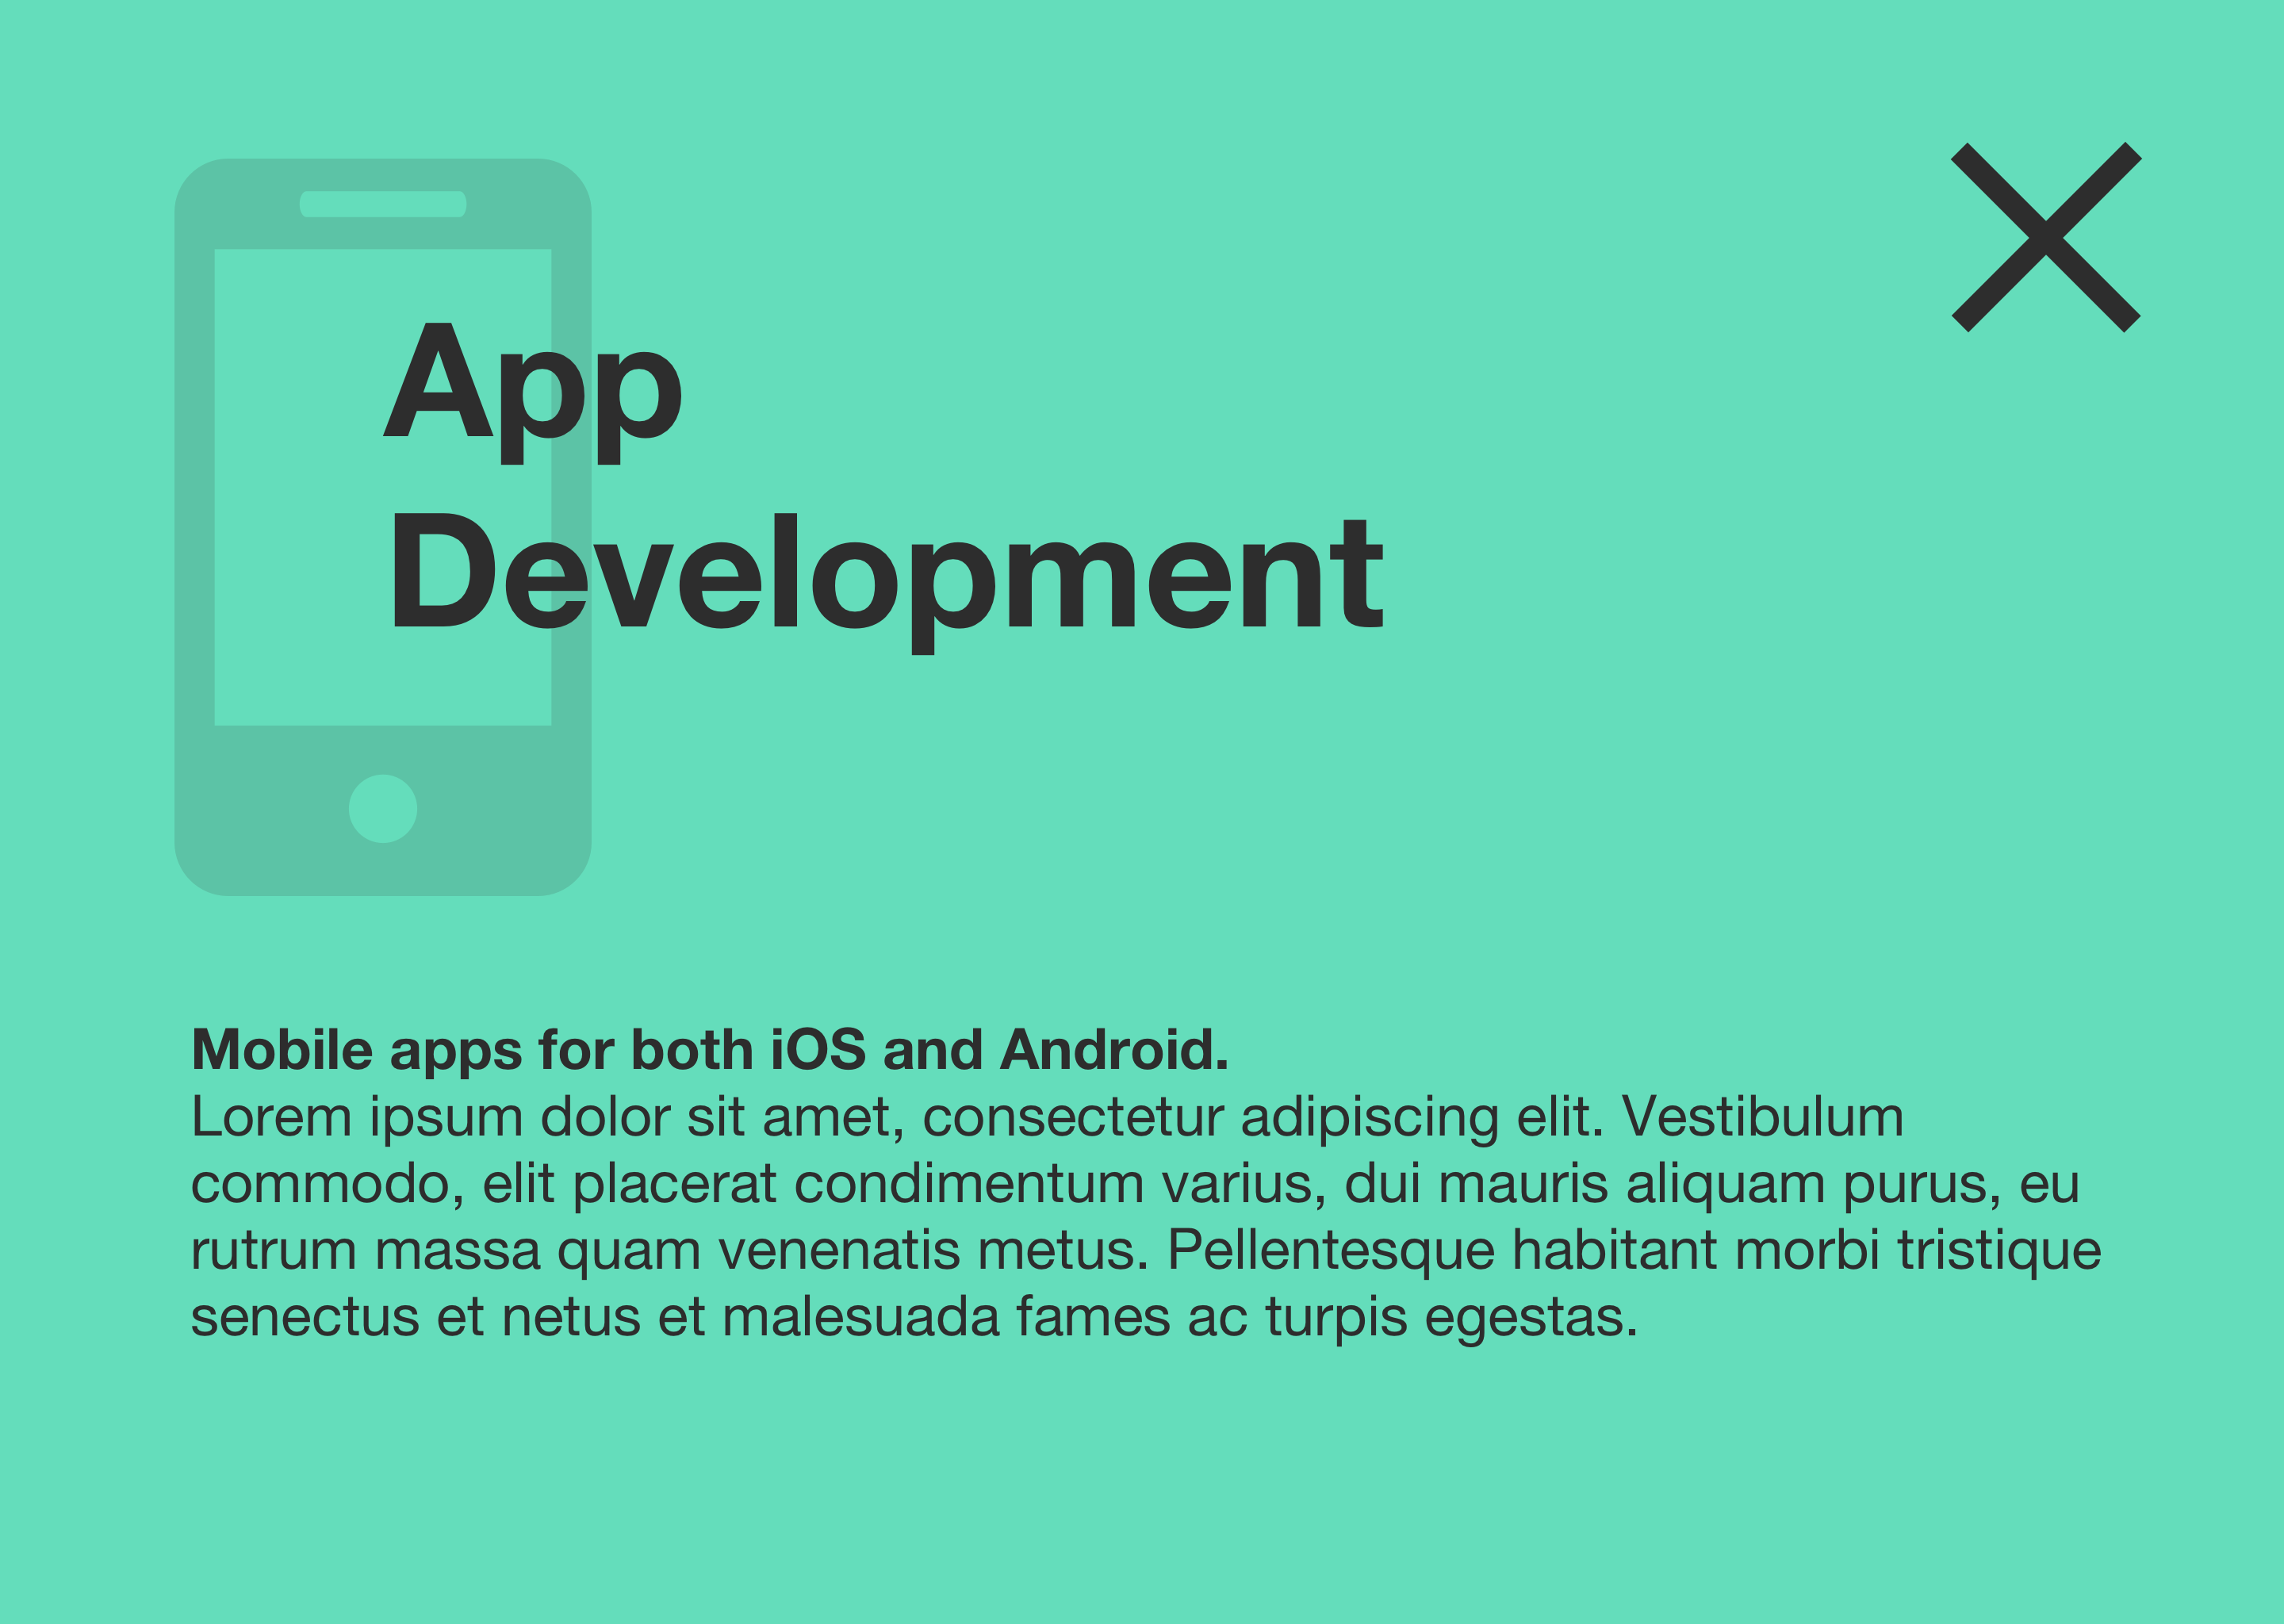 App
Development
Mobile apps for both iOS and Android.
Lorem ipsum dolor sit amet, consectetur adipiscing elit. Vestibulum
commodo, elit placerat condimentum varius, dui mauris aliquam purus, eu
rutrum massa quam venenatis metus. Pellentesque habitant morbi tristique
senectus et netus et malesuada fames ac turpis egestas.